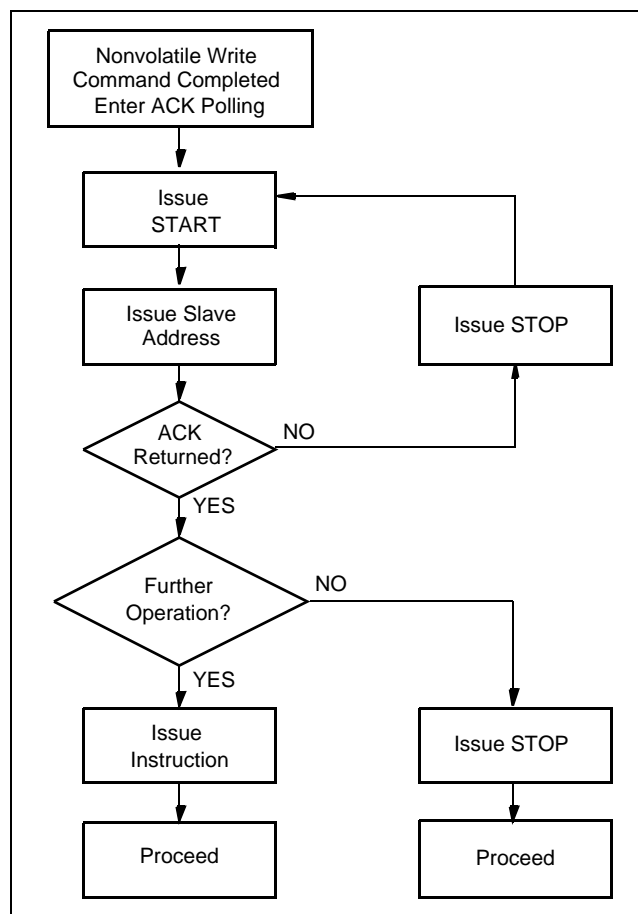 Nonvolatile Write
Command Completed
Enter ACK Polling
Issue
START
Issue Slave
Address
Issue STOP
ACK
Returned?
NO
YES
Further
Operation?
NO
YES
Issue
Instruction
Issue STOP
Proceed
Proceed